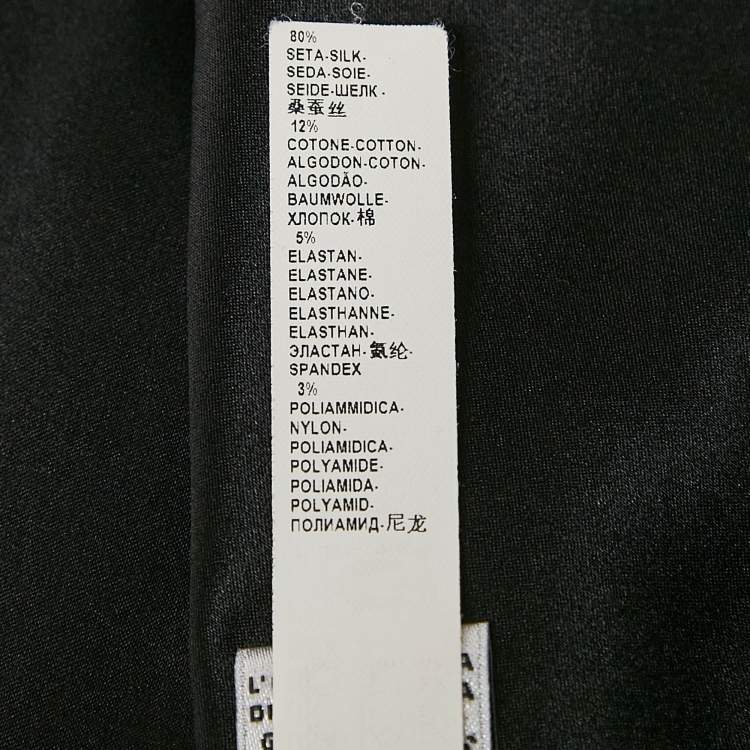 80%
SETA-SILK-
SEDA-SOIE-
SEIDE-ШЕЛК-
桑蚕丝
12%
COTONE-COTTON-
ALGODON-COTON-
ALGODÃO-
BAUMWOLLE-
ХЛОПОК-棉
5%
ELASTAN-
ELASTANE-
ELASTANO-
ELASTHANNE-
ELASTHAN-
ЭЛАСТАН-氨纶-
SPANDEX
3%
POLIAMMIDICA-
NYLON-
POLIAMIDICA-
POLYAMIDE-
POLIAMIDA-
POLYAMID-
ПОЛИАМИД-尼龙